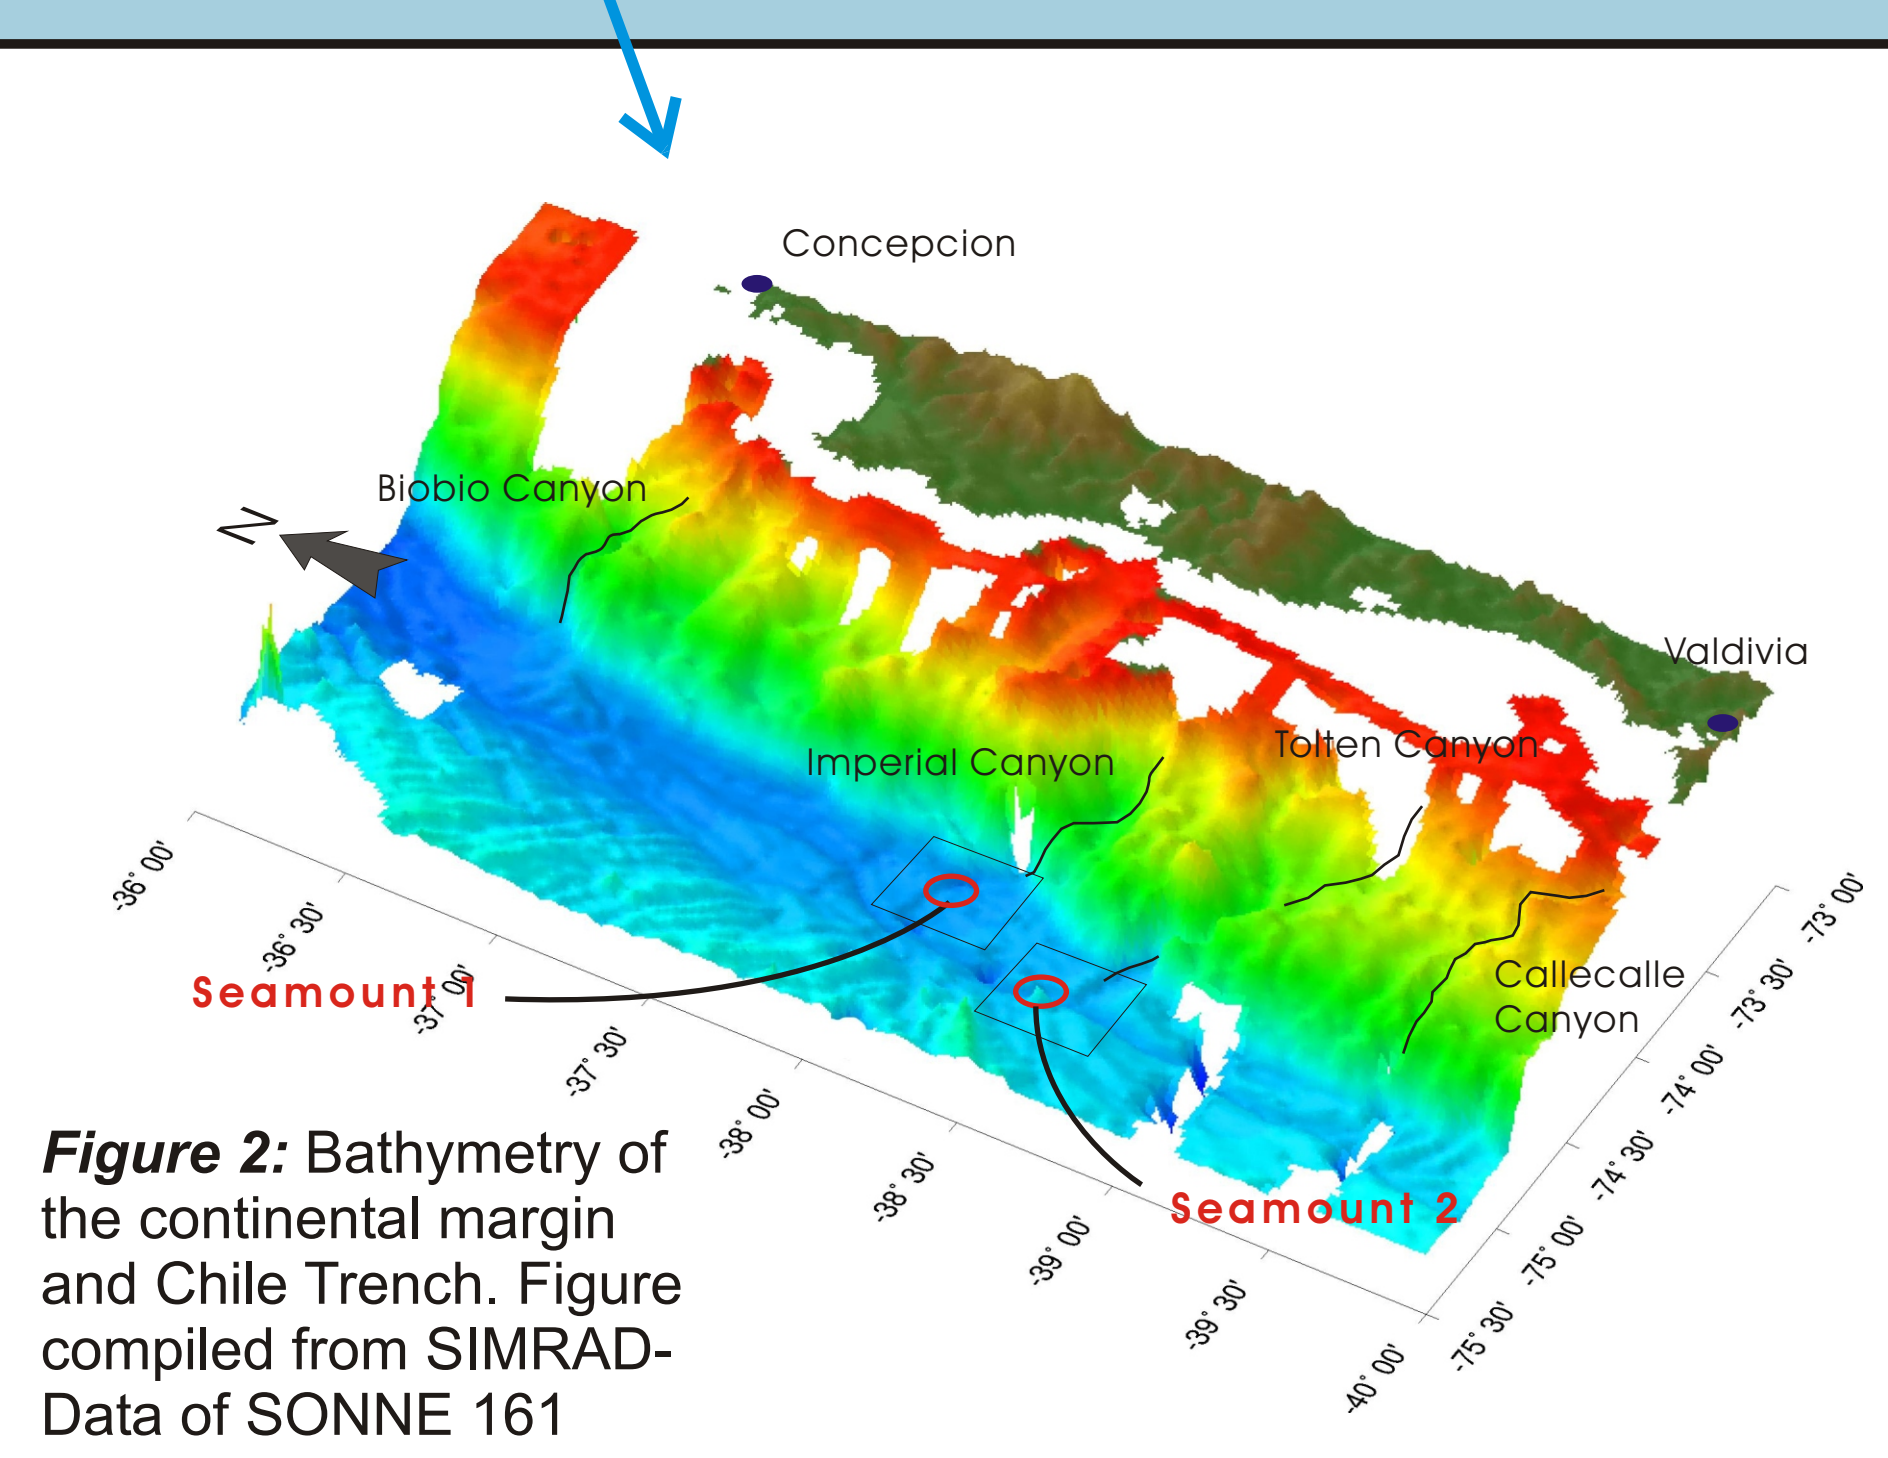 Concepcion
Biobio Canyon
N
Valdivia
Imperial Canyon
Tolten Canyon
Callecalle
Canyon
Seamount 1
Seamount 2
-36° 00'
-36° 30'
-37° 00'
-37° 30'
-38° 00'
-38° 30'
-39° 00'
-39° 30'
-40° 00'
-75° 30'
-75° 00'
-74° 30'
-74° 00'
-73° 30'
-73° 00'
Figure 2: Bathymetry of
the continental margin
and Chile Trench. Figure
compiled from SIMRAD-
Data of SONNE 161